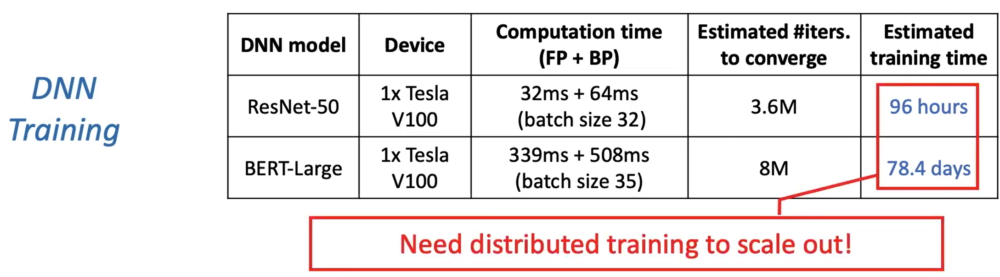 DNN
Training
DNN model
Device
Computation time
(FP + BP)
Estimated #iters.
to converge
Estimated
training time
ResNet-50
1x Tesla
V100
32ms + 64ms
(batch size 32)
3.6M
96 hours
BERT-Large
1x Tesla
V100
339ms + 508ms
(batch size 35)
8M
78.4 days
Need distributed training to scale out!